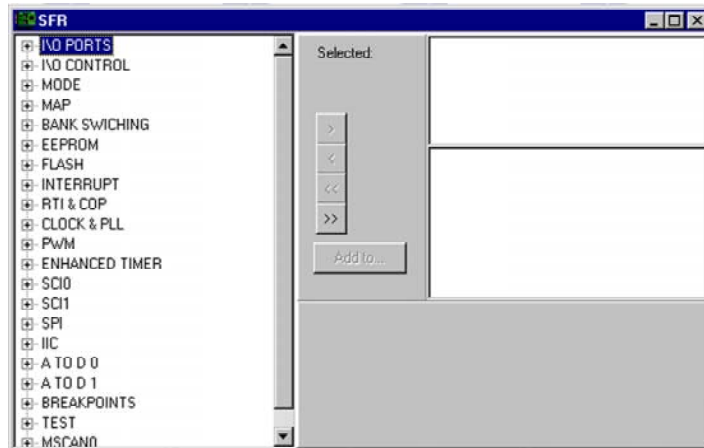 SFR
I\O PORTS
I\O CONTROL
MODE
MAP
BANK SWICHING
EEPROM
FLASH
INTERRUPT
RTI & COP
CLOCK & PLL
PWM
ENHANCED TIMER
SCI0
SCI1
SPI
IIC
A TO D 0
A TO D 1
BREAKPOINTS
TEST
MSCAN0
Selected:
>
<
<<
>>
Add to...